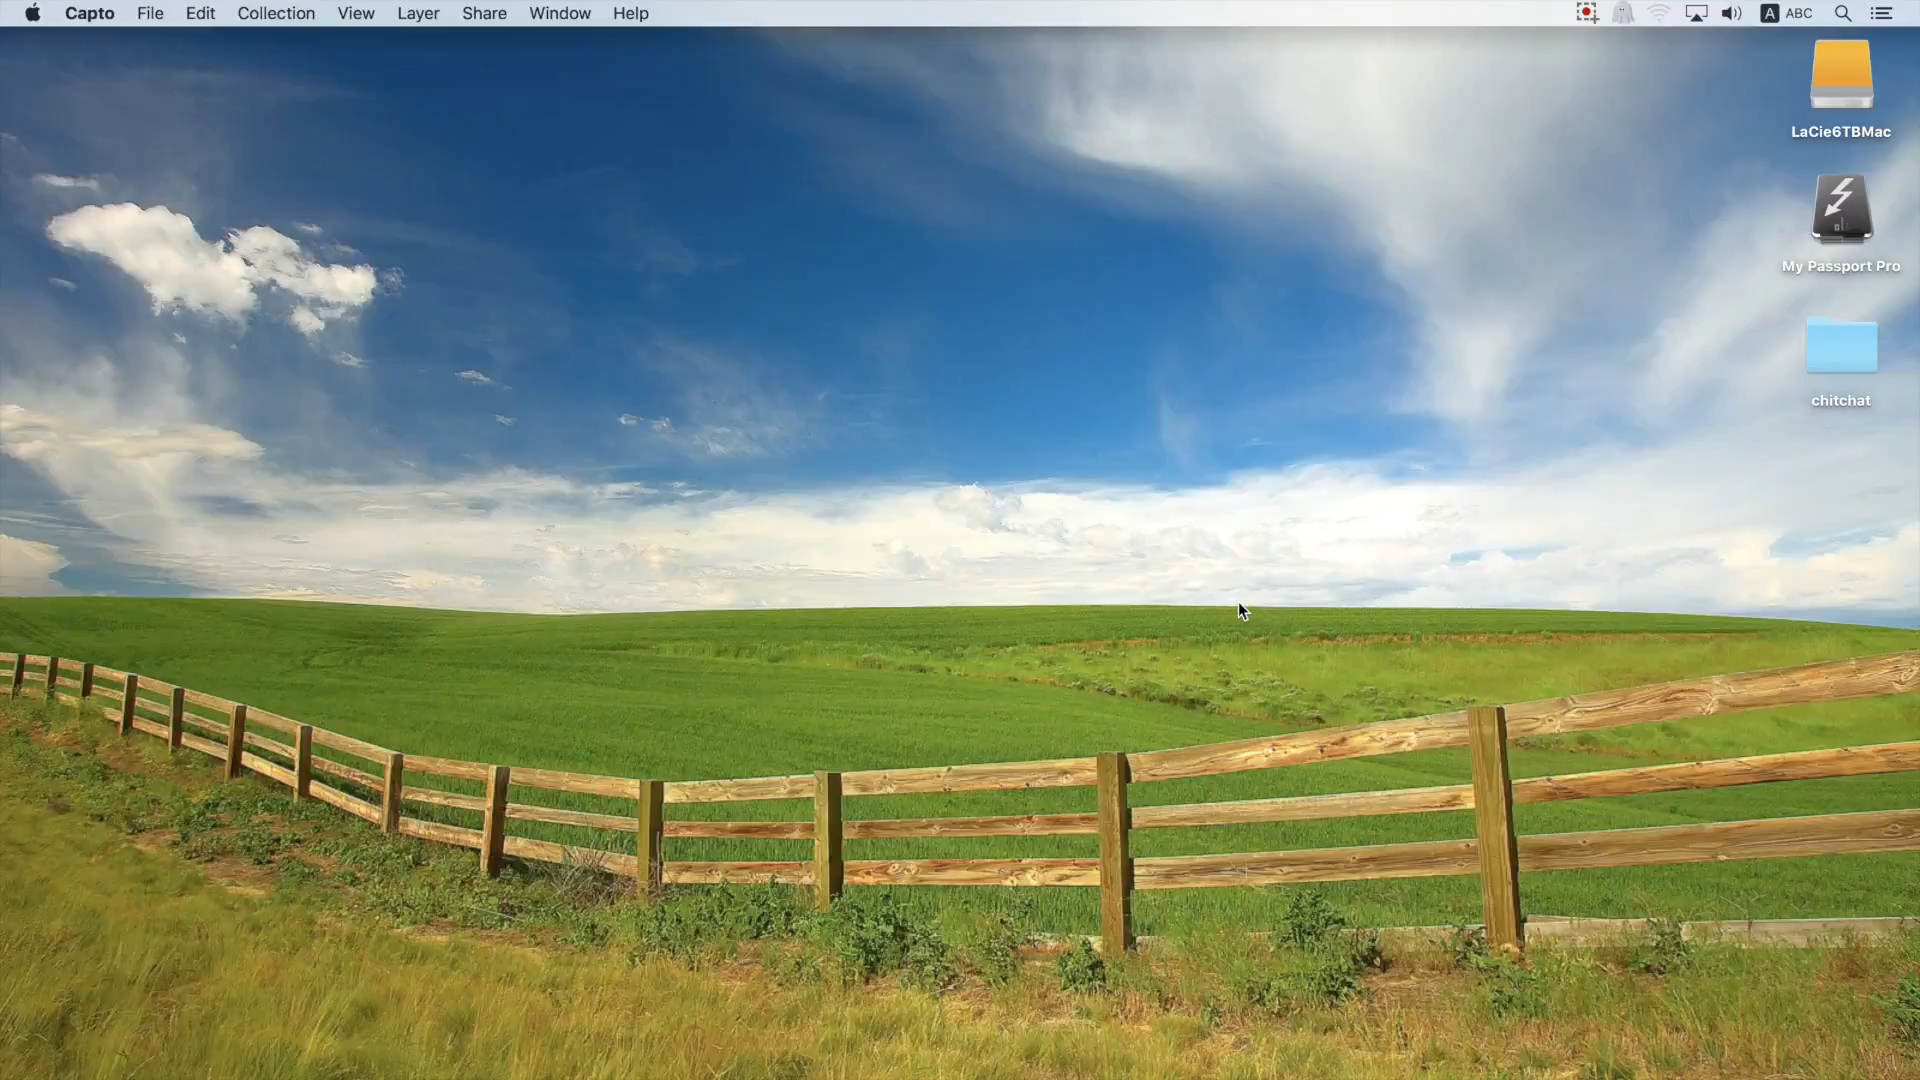 Capto File Edit Collection View Layer Share Window Help A ABC
LaCie6TBMac
My Passport Pro
chitchat